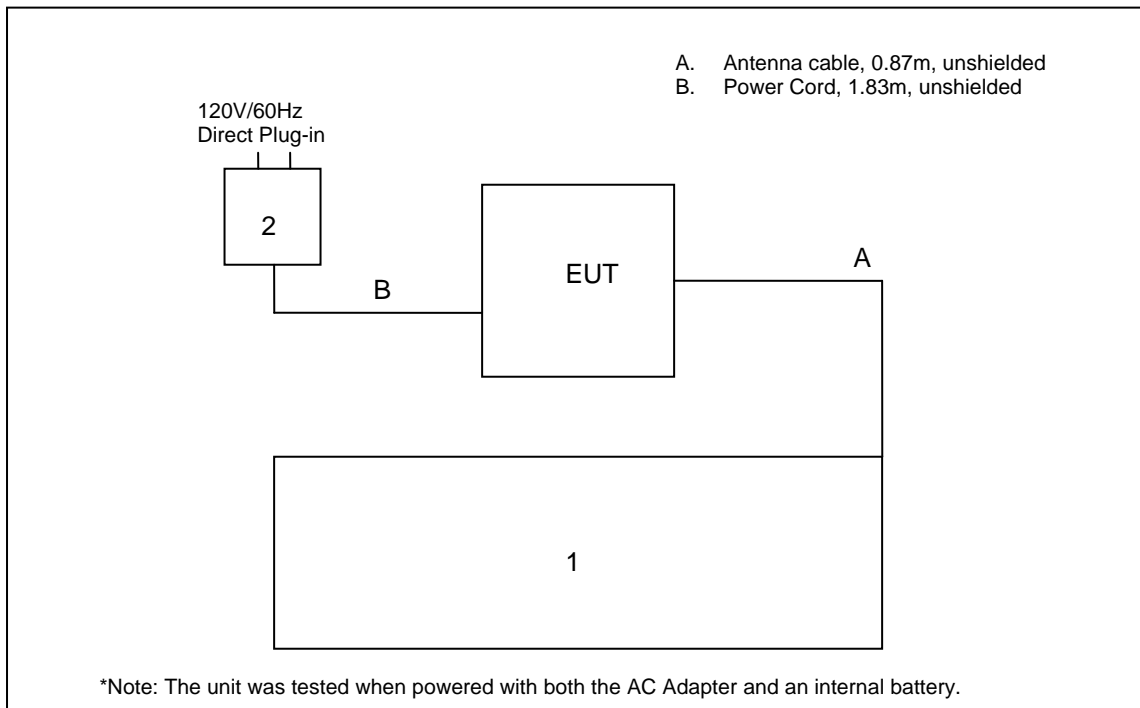 A. Antenna cable, 0.87m, unshielded
B. Power Cord, 1.83m, unshielded
120V/60Hz
Direct Plug-in
2
EUT
A
B
1
*Note: The unit was tested when powered with both the AC Adapter and an internal battery.